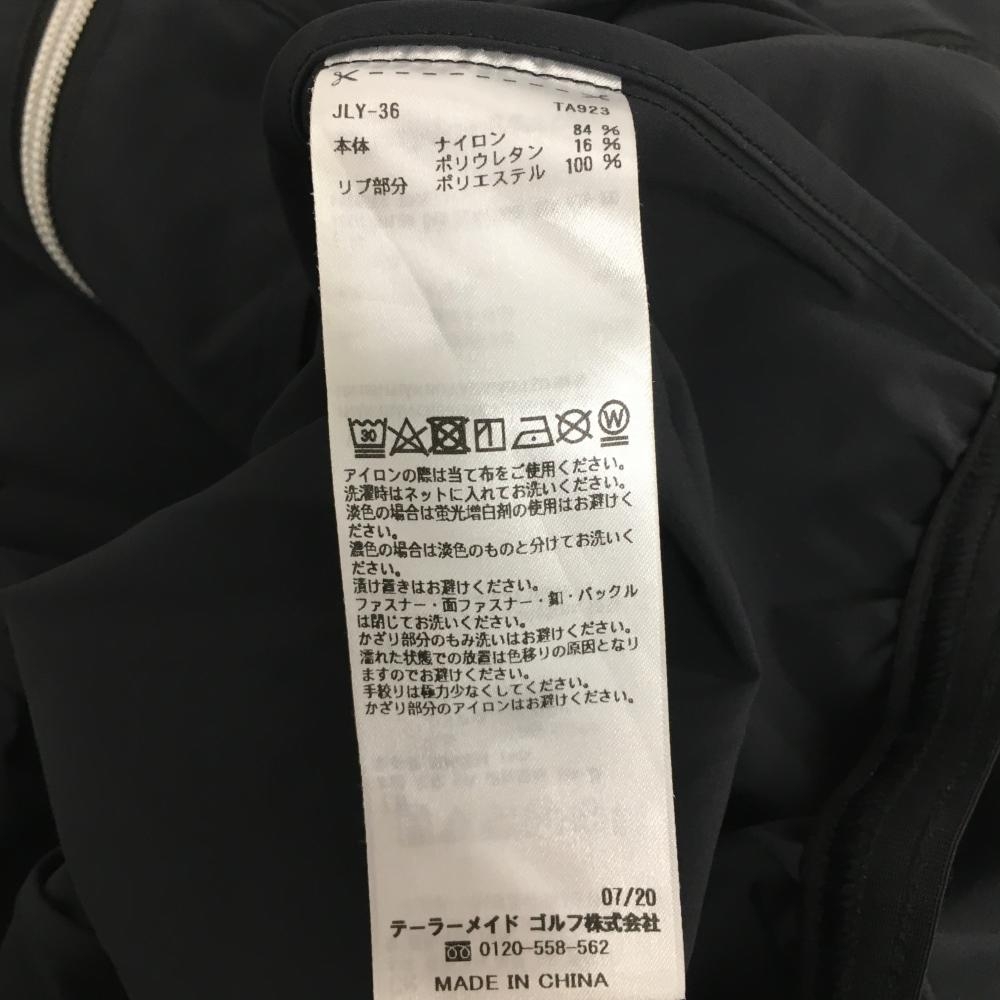 JLY-36 TA923
本体 ナイロン 84 %
ポリウレタン 16 %
リブ部分 ポリエステル 100 %
30 W
アイロンの際は当て布をご使用ください。
洗濯時はネットに入れてお洗いください。
淡色の場合は蛍光増白剤の使用はお避けく
ださい。
濃色の場合は淡色のものと分けてお洗いく
ださい。
漬け置きはお避けください。
ファスナー・面ファスナー・釦・バックル
は閉じてお洗いください。
かざり部分のもみ洗いはお避けください。
濡れた状態での放置は色移りの原因となり
ますのでお避けください。
手絞りは極力少なくしてください。
かざり部分のアイロンはお避けください。
07/20
テーラーメイド ゴルフ株式会社
0120-558-562
MADE IN CHINA